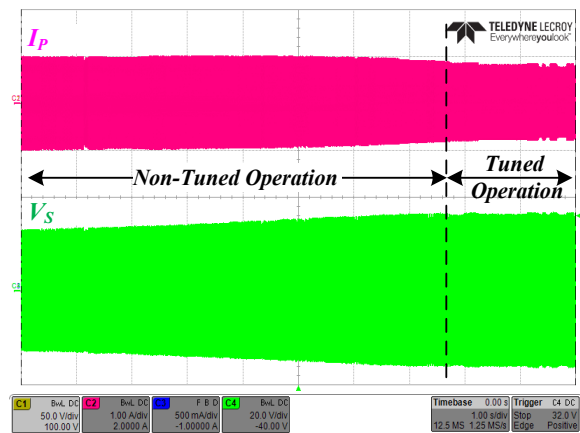 I_P
TELEDYNE LECROY
Everywhereyoulook™
C2
Non-Tuned Operation
Tuned
Operation
V_S
C1 BwL DC C2 BwL DC C3 F B D C4 BwL DC Timebase 0.00 s Trigger C4 DC
50.0 V/div 1.00 A/div 500 mA/div 20.0 V/div 1.00 s/div Stop 32.0 V
100.00 V 2.0000 A -1.00000 A -40.00 V 12.5 MS 1.25 MS/s Edge Positive